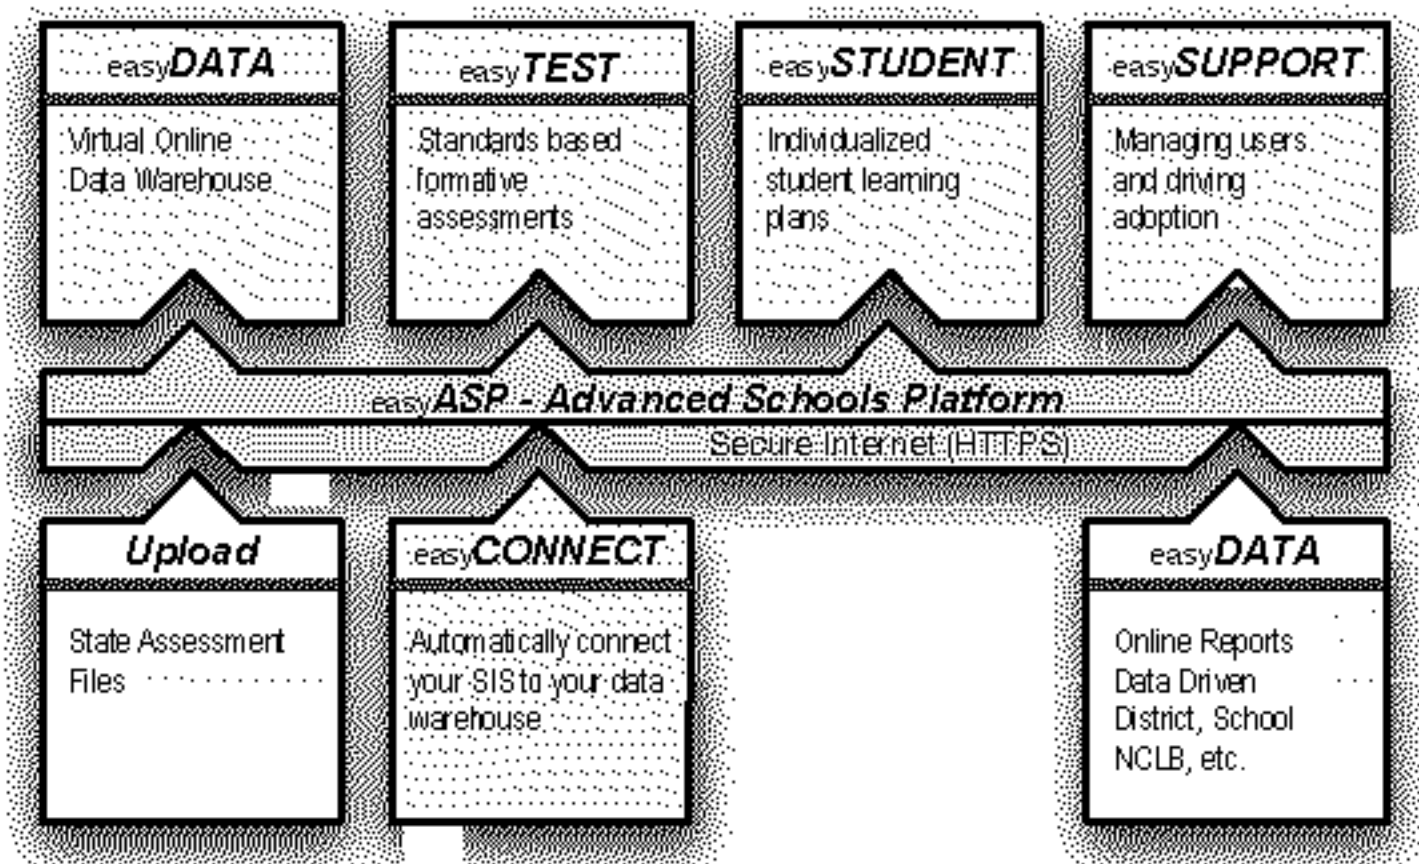 easyDATA
Virtual Online
Data Warehouse
easyTEST
Standards based
formative
assessments
easySTUDENT
Individualized
student learning
plans
easySUPPORT
Managing users
and driving
adoption
easyASP - Advanced Schools Platform
Secure Internet (HTTPS)
Upload
State Assessment
Files
easyCONNECT
Automatically connect
your SIS to your data
warehouse
easyDATA
Online Reports
Data Driven
District, School
NCLB, etc.